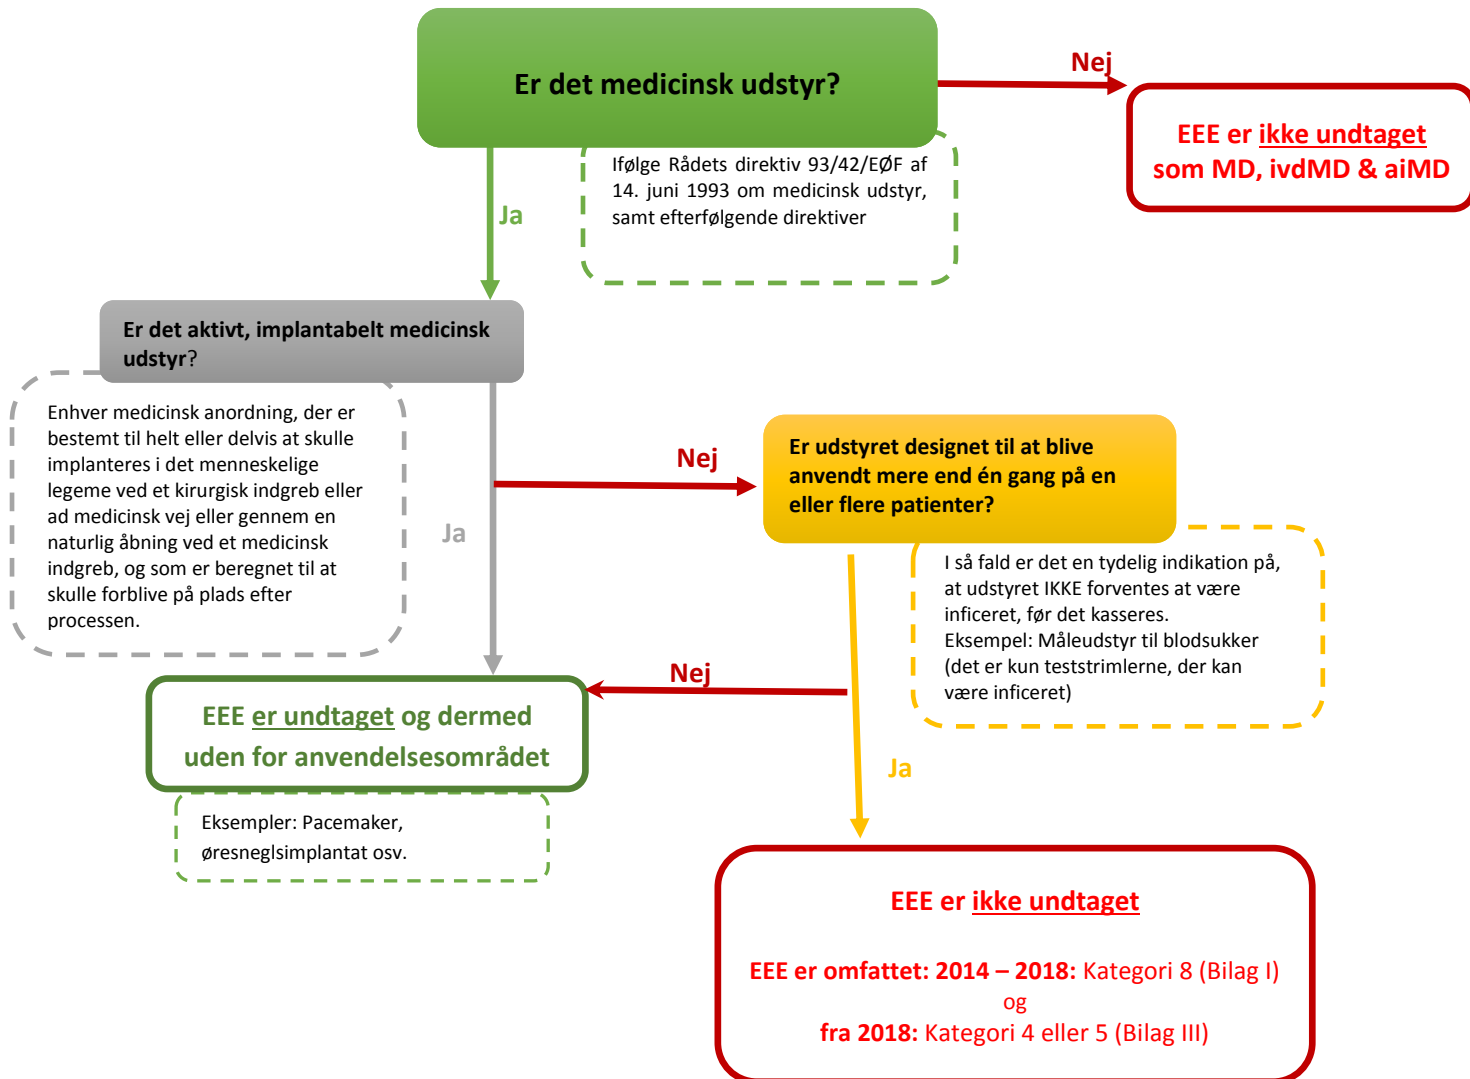 Er det medicinsk udstyr?
Nej
EEE er ikke undtaget
som MD, ivdMD & aiMD
Ifølge Rådets direktiv 93/42/EØF af
14. juni 1993 om medicinsk udstyr,
samt efterfølgende direktiver
Ja
Er det aktivt, implantabelt medicinsk
udstyr?
Enhver medicinsk anordning, der er
bestemt til helt eller delvis at skulle
implanteres i det menneskelige
legeme ved et kirurgisk indgreb eller
ad medicinsk vej eller gennem en
naturlig åbning ved et medicinsk
indgreb, og som er beregnet til at
skulle forblive på plads efter
processen.
Ja
Nej
Er udstyret designet til at blive
anvendt mere end én gang på en
eller flere patienter?
I så fald er det en tydelig indikation på,
at udstyret IKKE forventes at være
inficeret, før det kasseres.
Eksempel: Måleudstyr til blodsukker
(det er kun teststrimlerne, der kan
være inficeret)
Nej
EEE er undtaget og dermed
uden for anvendelsesområdet
Eksempler: Pacemaker,
øresneglsimplantat osv.
Ja
EEE er ikke undtaget
EEE er omfattet: 2014 – 2018: Kategori 8 (Bilag I)
og
fra 2018: Kategori 4 eller 5 (Bilag III)